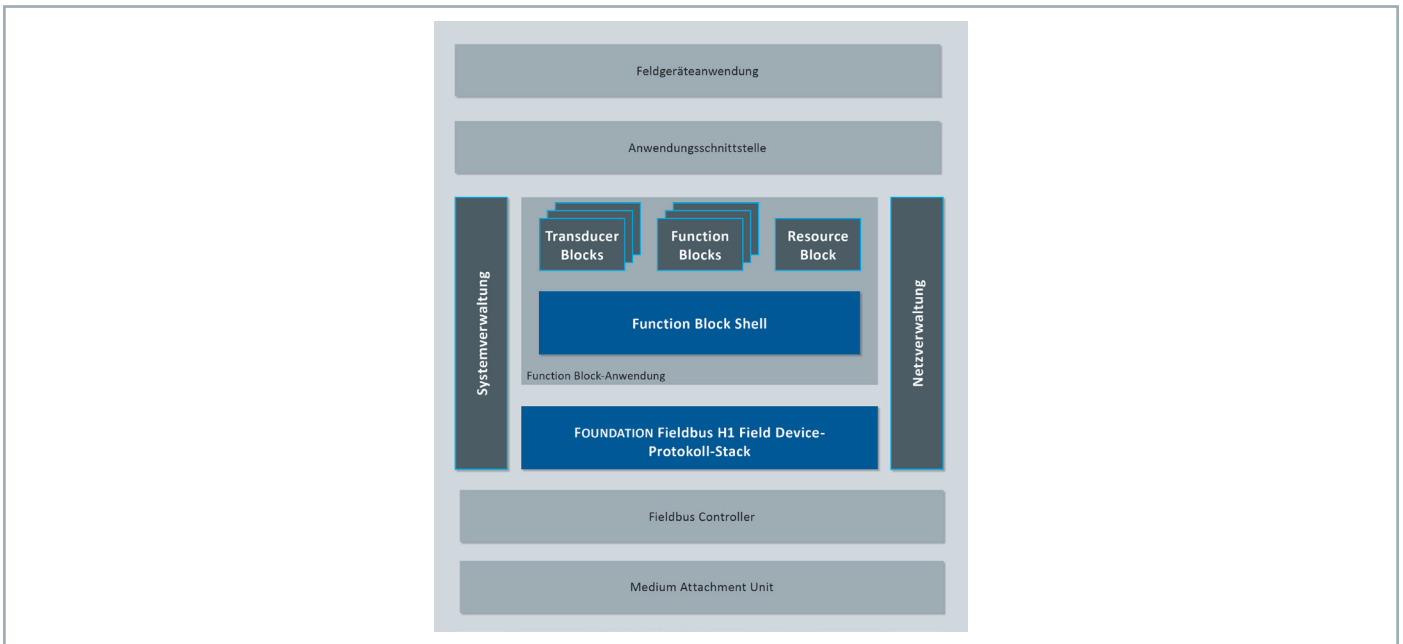 Feldgeräteanwendung
Anwendungsschnittstelle
Systemverwaltung
Transducer
Blocks
Function
Blocks
Resource
Block
Function Block Shell
Function Block-Anwendung
FOUNDATION Fieldbus H1 Field Device-
Protokoll-Stack
Netzverwaltung
Fieldbus Controller
Medium Attachment Unit